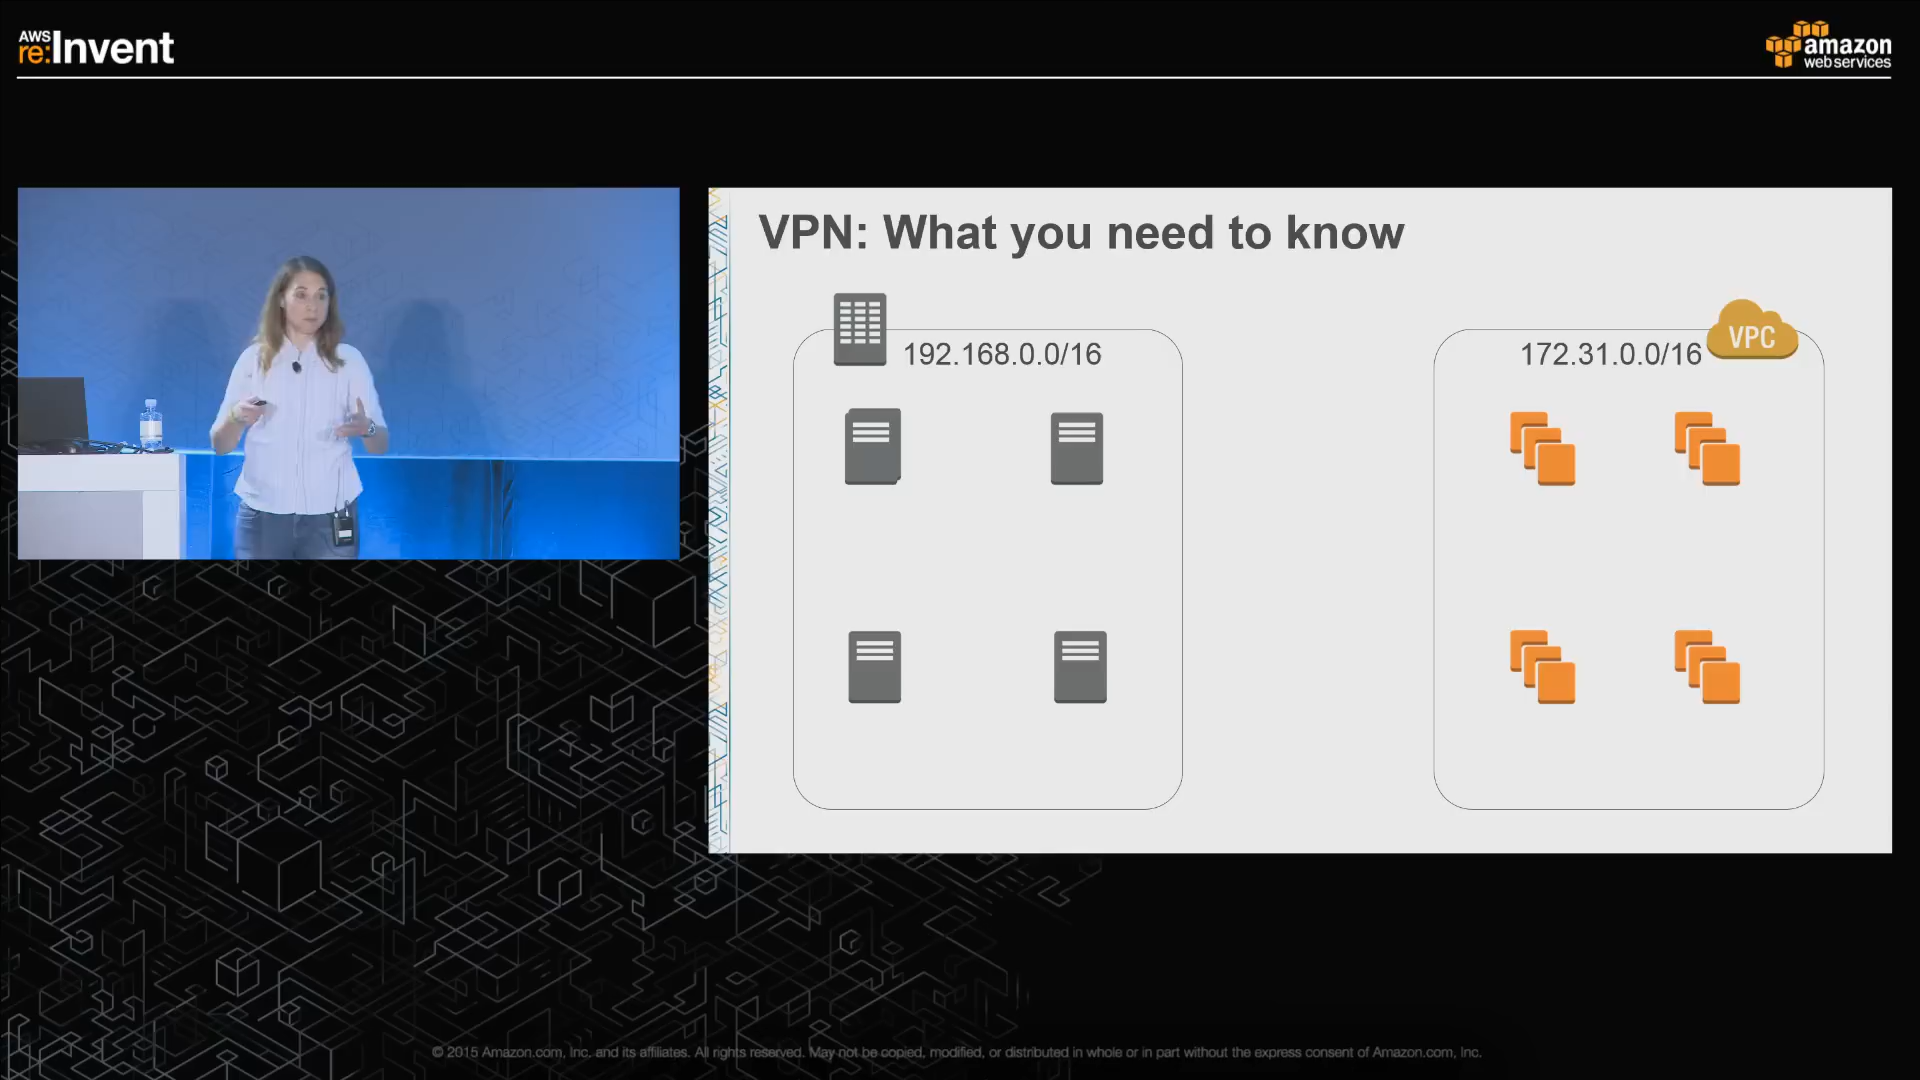 AWS
re:Invent
amazon
web services
VPN: What you need to know
192.168.0.0/16
172.31.0.0/16
VPC
© 2015 Amazon.com, Inc. and its affiliates. All rights reserved. May not be copied, modified, or distributed in whole or in part without the express consent of Amazon.com, Inc.